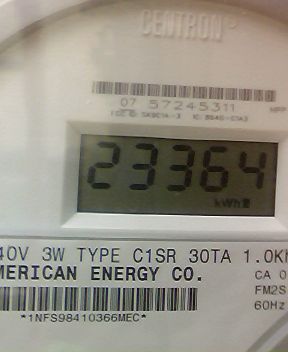 CENTRON
07 57245311
23364
kWh
40V 3W TYPE C1SR 30TA 1.0Kh
MERICAN ENERGY CO.
CA 0
FM2S
60Hz
*1NFS98410366MEC*